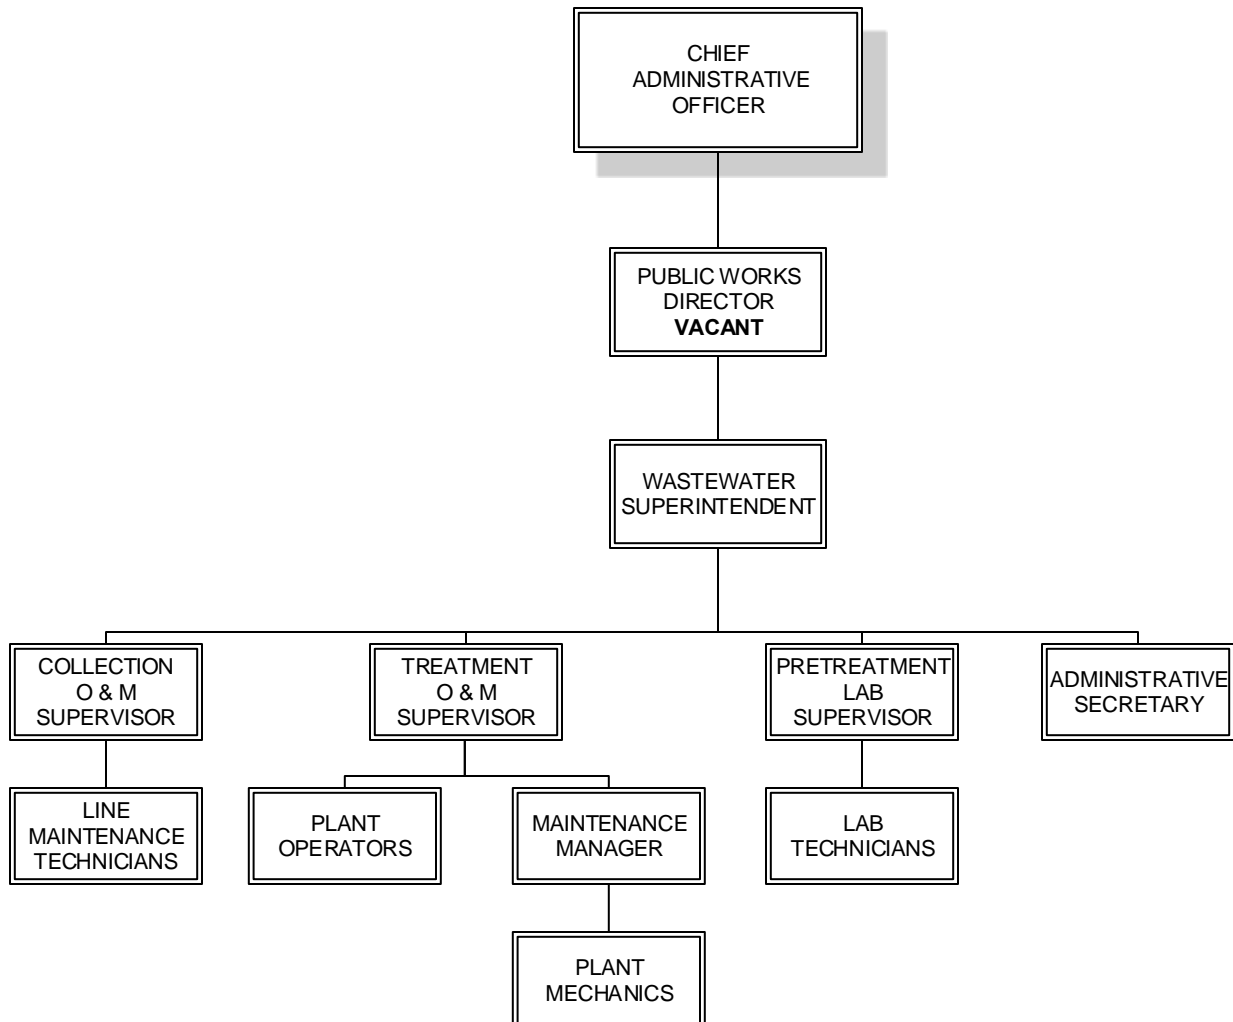 CHIEF
ADMINISTRATIVE
OFFICER
PUBLIC WORKS
DIRECTOR
VACANT
WASTEWATER
SUPERINTENDENT
COLLECTION
O & M
SUPERVISOR
TREATMENT
O & M
SUPERVISOR
PRETREATMENT
LAB
SUPERVISOR
ADMINISTRATIVE
SECRETARY
LINE
MAINTENANCE
TECHNICIANS
PLANT
OPERATORS
MAINTENANCE
MANAGER
LAB
TECHNICIANS
PLANT
MECHANICS